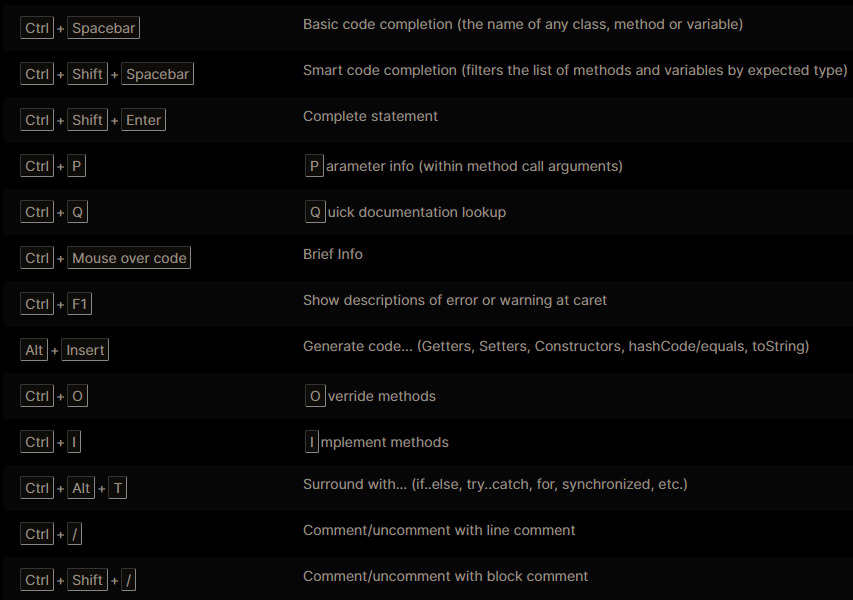 Ctrl + Spacebar Basic code completion (the name of any class, method or variable)
Ctrl + Shift + Spacebar Smart code completion (filters the list of methods and variables by expected type)
Ctrl + Shift + Enter Complete statement
Ctrl + P P arameter info (within method call arguments)
Ctrl + Q Q uick documentation lookup
Ctrl + Mouse over code Brief Info
Ctrl + F1 Show descriptions of error or warning at caret
Alt + Insert Generate code... (Getters, Setters, Constructors, hashCode/equals, toString)
Ctrl + O O verride methods
Ctrl + I I mplement methods
Ctrl + Alt + T Surround with... (if..else, try..catch, for, synchronized, etc.)
Ctrl + / Comment/uncomment with line comment
Ctrl + Shift + / Comment/uncomment with block comment